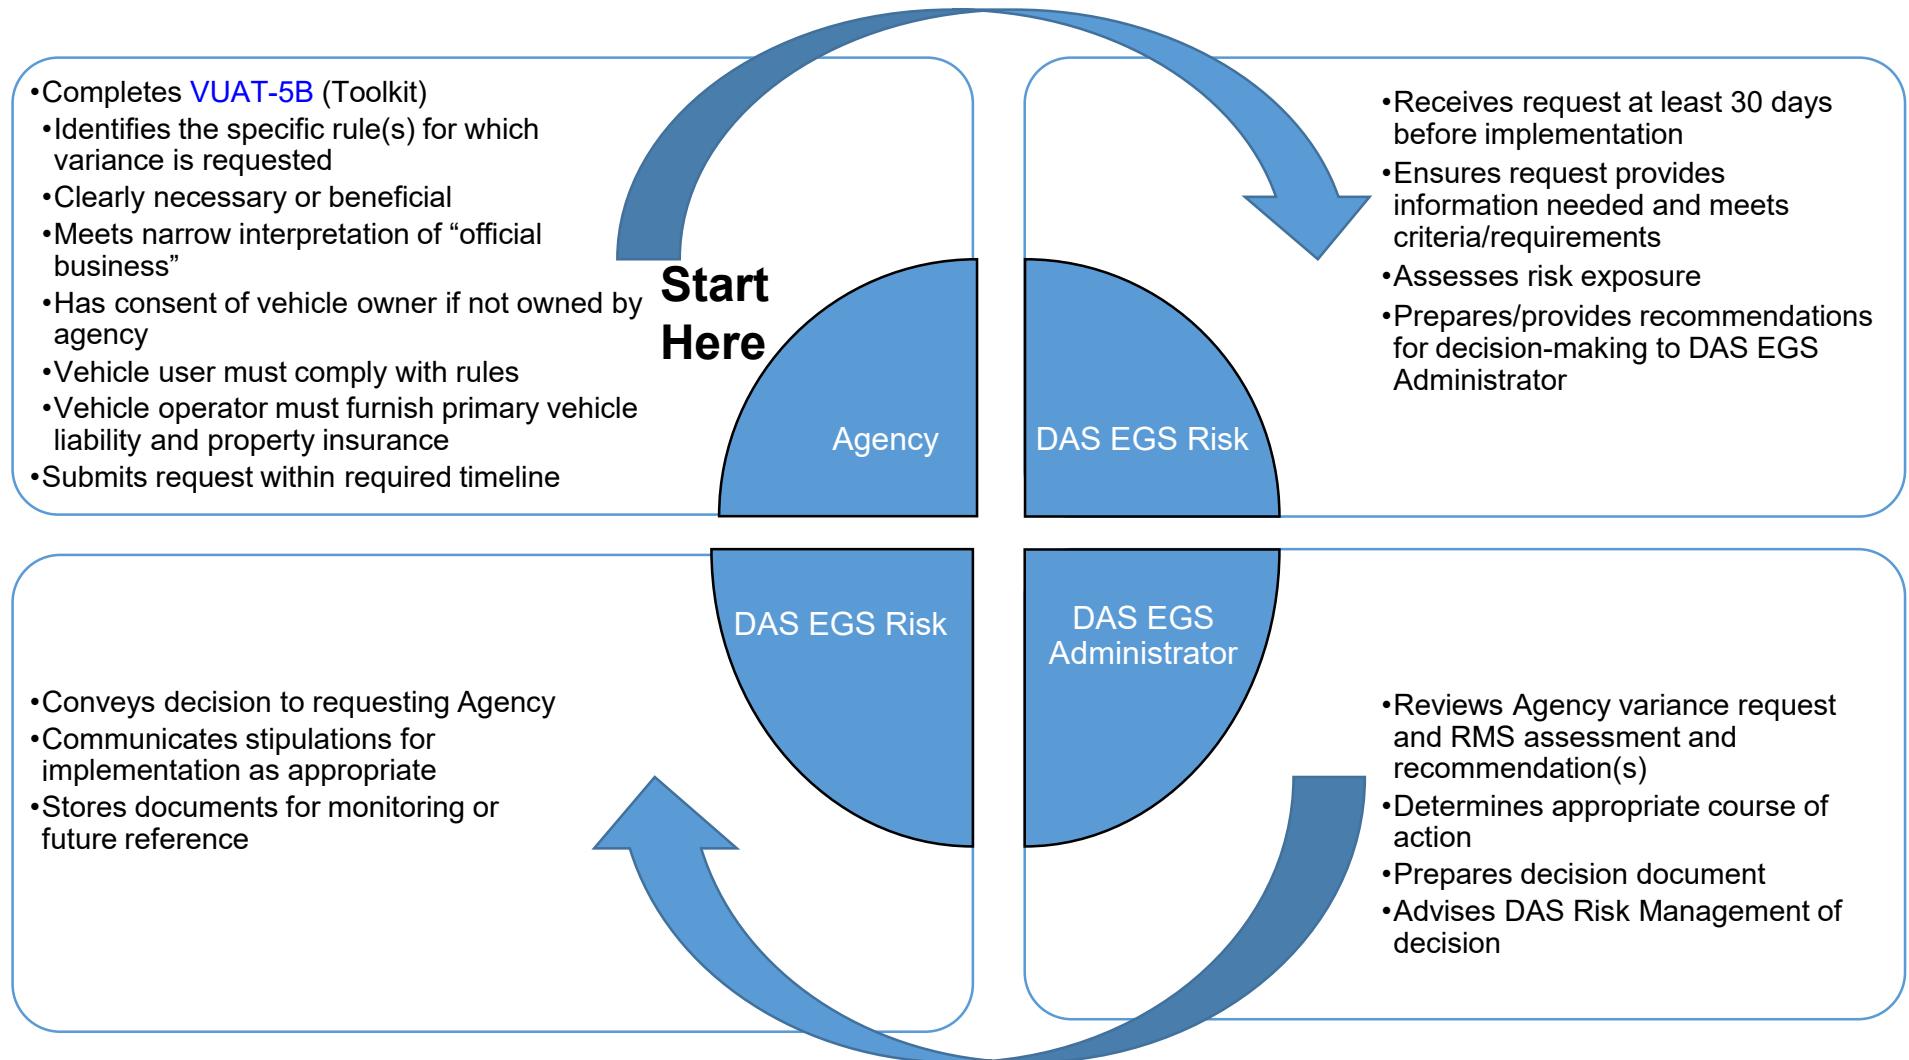 •Completes VUAT-5B (Toolkit)
•Identifies the specific rule(s) for which
variance is requested
•Clearly necessary or beneficial
•Meets narrow interpretation of “official
business”
•Has consent of vehicle owner if not owned by
agency
•Vehicle user must comply with rules
•Vehicle operator must furnish primary vehicle
liability and property insurance
•Submits request within required timeline
Start
Here
Agency
DAS EGS Risk
•Receives request at least 30 days
before implementation
•Ensures request provides
information needed and meets
criteria/requirements
•Assesses risk exposure
•Prepares/provides recommendations
for decision-making to DAS EGS
Administrator
DAS EGS Risk
DAS EGS
Administrator
•Conveys decision to requesting Agency
•Communicates stipulations for
implementation as appropriate
•Stores documents for monitoring or
future reference
•Reviews Agency variance request
and RMS assessment and
recommendation(s)
•Determines appropriate course of
action
•Prepares decision document
•Advises DAS Risk Management of
decision